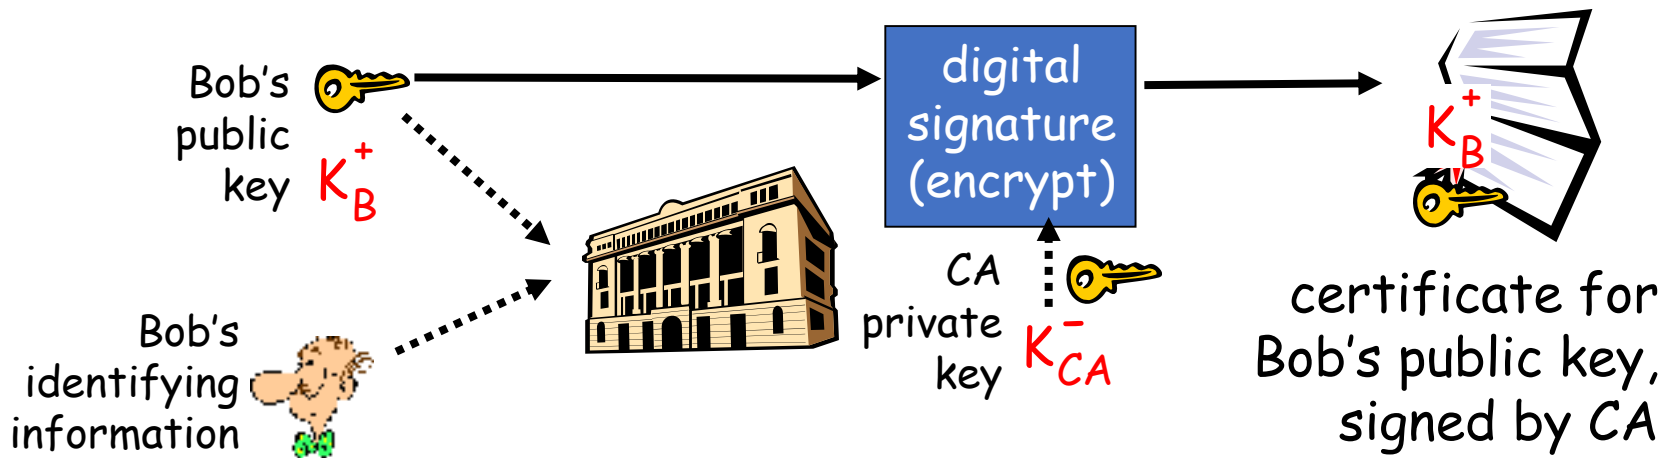 Bob's
public
key
K
+
B
digital
signature
(encrypt)
K
+
B
Bob's
identifying
information
CA
private
key
K
-
CA
certificate for
Bob's public key,
signed by CA